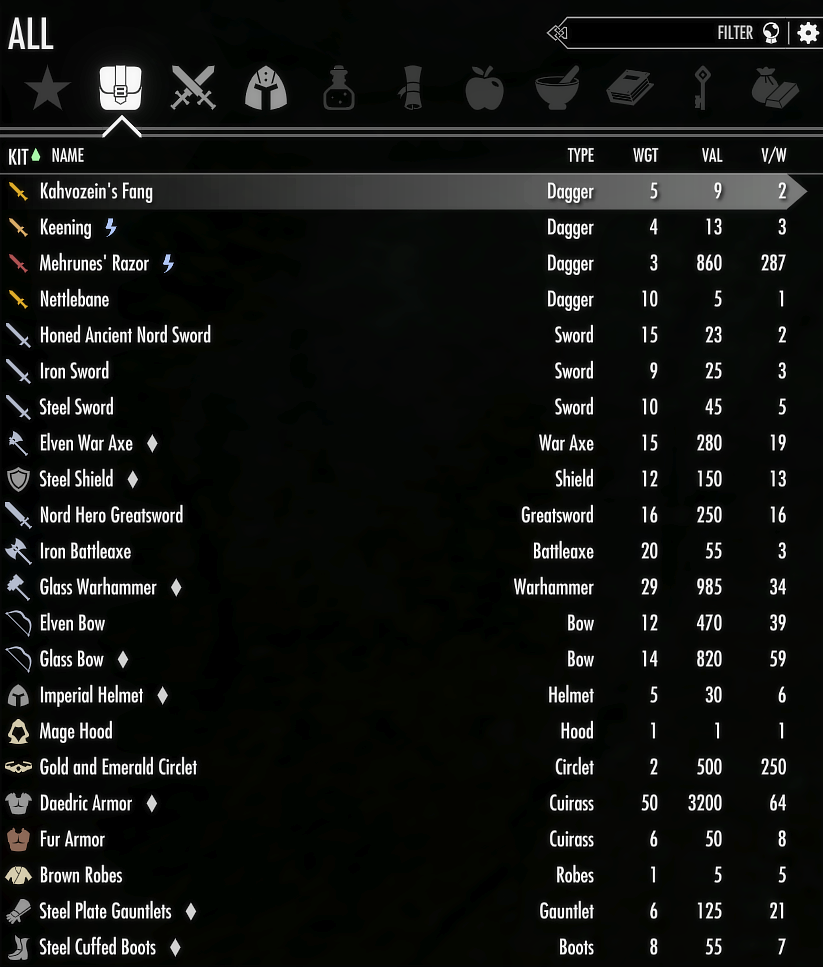 ALL
FILTER
KIT NAME TYPE WGT VAL V/W
Kahvozein's Fang Dagger 5 9 2
Keening Dagger 4 13 3
Mehrunes' Razor Dagger 3 860 287
Nettlebane Dagger 10 5 1
Honed Ancient Nord Sword Sword 15 23 2
Iron Sword Sword 9 25 3
Steel Sword Sword 10 45 5
Elven War Axe War Axe 15 280 19
Steel Shield Shield 12 150 13
Nord Hero Greatsword Greatsword 16 250 16
Iron Battleaxe Battleaxe 20 55 3
Glass Warhammer Warhammer 29 985 34
Elven Bow Bow 12 470 39
Glass Bow Bow 14 820 59
Imperial Helmet Helmet 5 30 6
Mage Hood Hood 1 1 1
Gold and Emerald Circlet Circlet 2 500 250
Daedric Armor Cuirass 50 3200 64
Fur Armor Cuirass 6 50 8
Brown Robes Robes 1 5 5
Steel Plate Gauntlets Gauntlet 6 125 21
Steel Cuffed Boots Boots 8 55 7